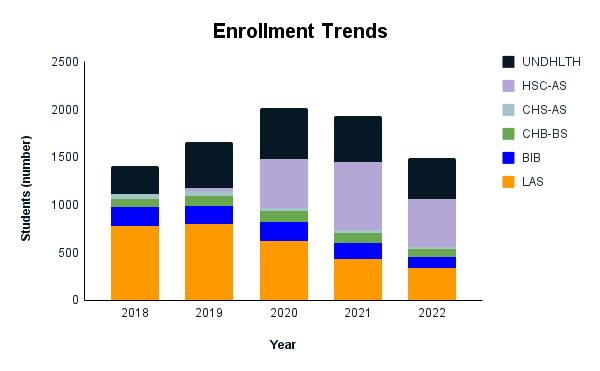 Enrollment Trends
2500
2000
1500
1000
500
0
Students (number)
2018 2019 2020 2021 2022
Year
UNDHLTH
HSC-AS
CHS-AS
CHB-BS
BIB
LAS